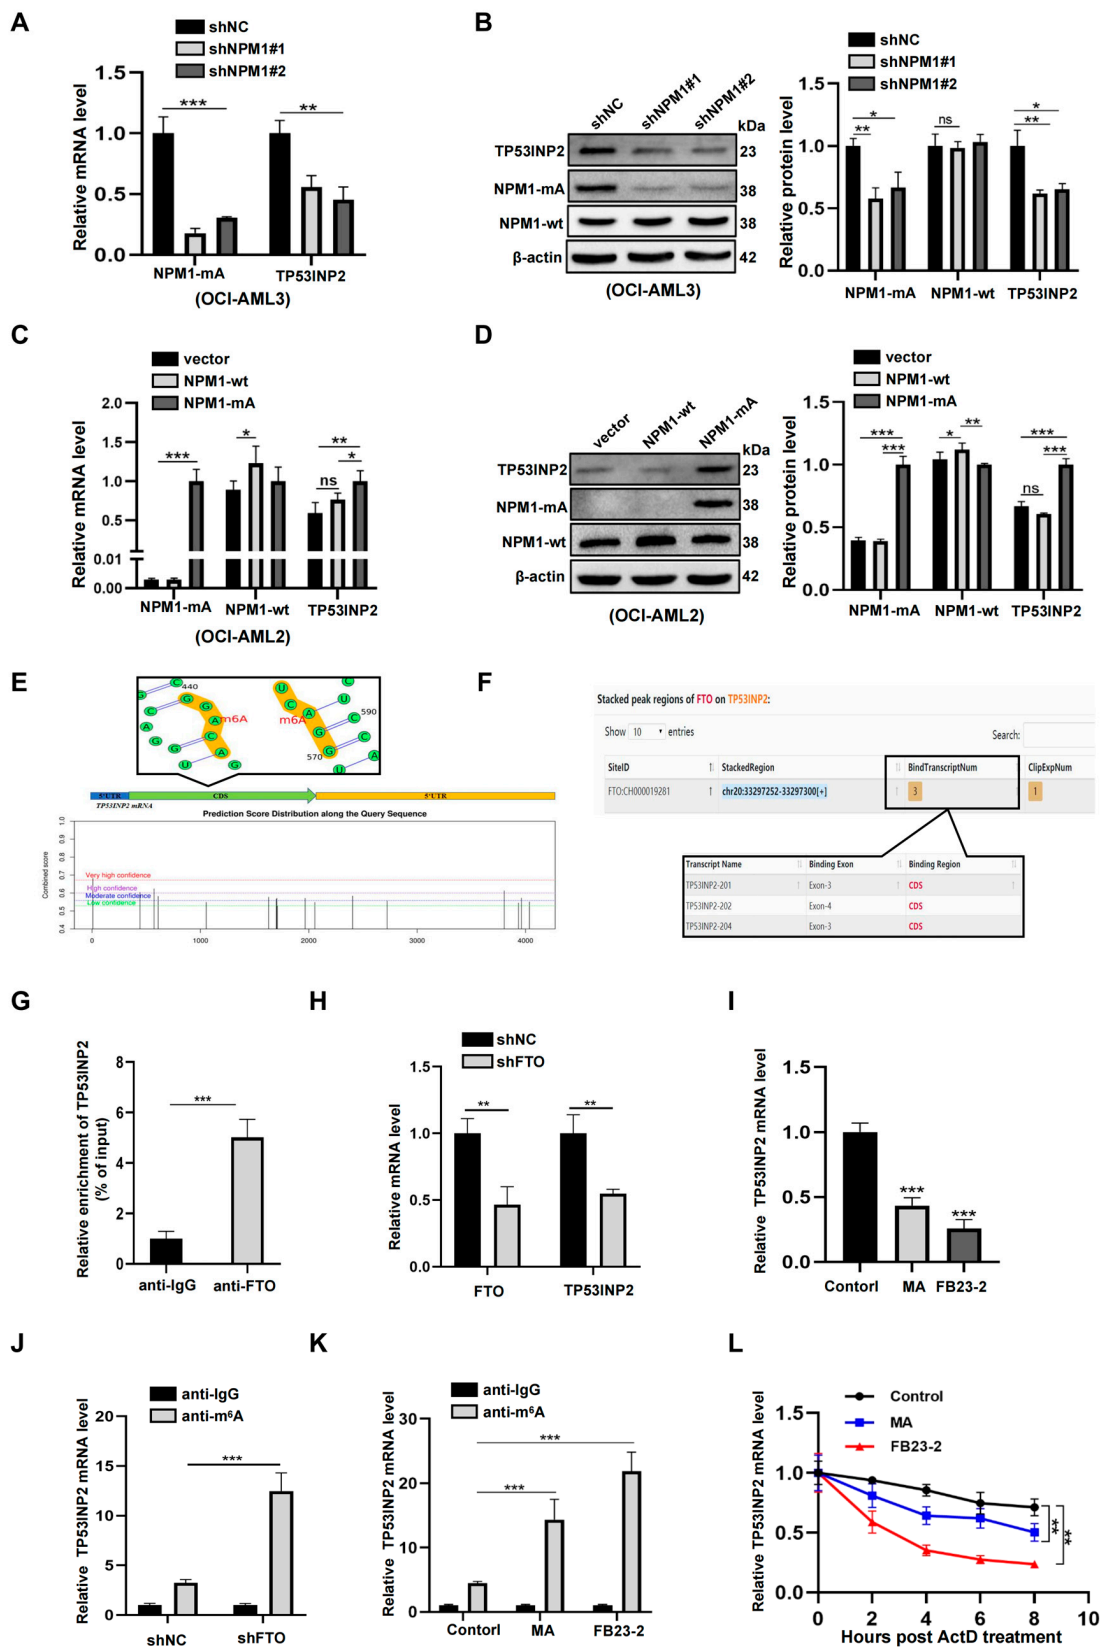 A
shNC
shNPM1#1
shNPM1#2
Relative mRNA level
1.5
1.0
0.5
0.0
***
**
NPM1-mA
TP53INP2
(OCI-AML3)
B
shNC
shNPM1#1
shNPM1#2
kDa
TP53INP2
23
NPM1-mA
38
NPM1-wt
38
β-actin
42
(OCI-AML3)
shNC
shNPM1#1
shNPM1#2
Relative protein level
1.5
1.0
0.5
0.0
**
*
ns
**
*
NPM1-mA
NPM1-wt
TP53INP2
C
vector
NPM1-wt
NPM1-mA
Relative mRNA level
2.0
1.5
1.0
0.5
0.01
0.00
***
*
ns
**
*
NPM1-mA
NPM1-wt
TP53INP2
(OCI-AML2)
D
vector
NPM1-wt
NPM1-mA
kDa
TP53INP2
23
NPM1-mA
38
NPM1-wt
38
β-actin
42
(OCI-AML2)
vector
NPM1-wt
NPM1-mA
Relative protein level
1.5
1.0
0.5
0.0
***
***
*
**
ns
***
***
NPM1-mA
NPM1-wt
TP53INP2
E
440
m6A
m6A
590
570
5'UTR
CDS
5'UTR
TP53INP2 mRNA
Prediction Score Distribution along the Query Sequence
Combined score
1.0
0.9
0.8
0.7
0.6
0.5
0.4
Very high confidence
High confidence
Moderate confidence
Low confidence
0
1000
2000
3000
4000
F
Stacked peak regions of FTO on TP53INP2:
Show 10 entries
Search:
SiteID
StackedRegion
BindTranscriptNum
ClipExpNum
FTO:CH000019281
chr20:33297252-33297300[+]
3
1
Transcript Name
Binding Exon
Binding Region
TP53INP2-201
Exon-3
CDS
TP53INP2-202
Exon-4
CDS
TP53INP2-204
Exon-3
CDS
G
Relative enrichment of TP53INP2
(% of input)
8
6
4
2
0
***
anti-IgG
anti-FTO
H
shNC
shFTO
Relative mRNA level
1.5
1.0
0.5
0.0
**
**
FTO
TP53INP2
I
Relative TP53INP2 mRNA level
1.5
1.0
0.5
0.0
***
***
Contorl
MA
FB23-2
J
anti-IgG
anti-m⁶A
Relative TP53INP2 mRNA level
20
15
10
5
0
***
shNC
shFTO
K
anti-IgG
anti-m⁶A
Relative TP53INP2 mRNA level
30
20
10
0
***
***
Contorl
MA
FB23-2
L
Control
MA
FB23-2
Relative TP53INP2 mRNA level
1.5
1.0
0.5
0.0
**
**
0
2
4
6
8
10
Hours post ActD treatment